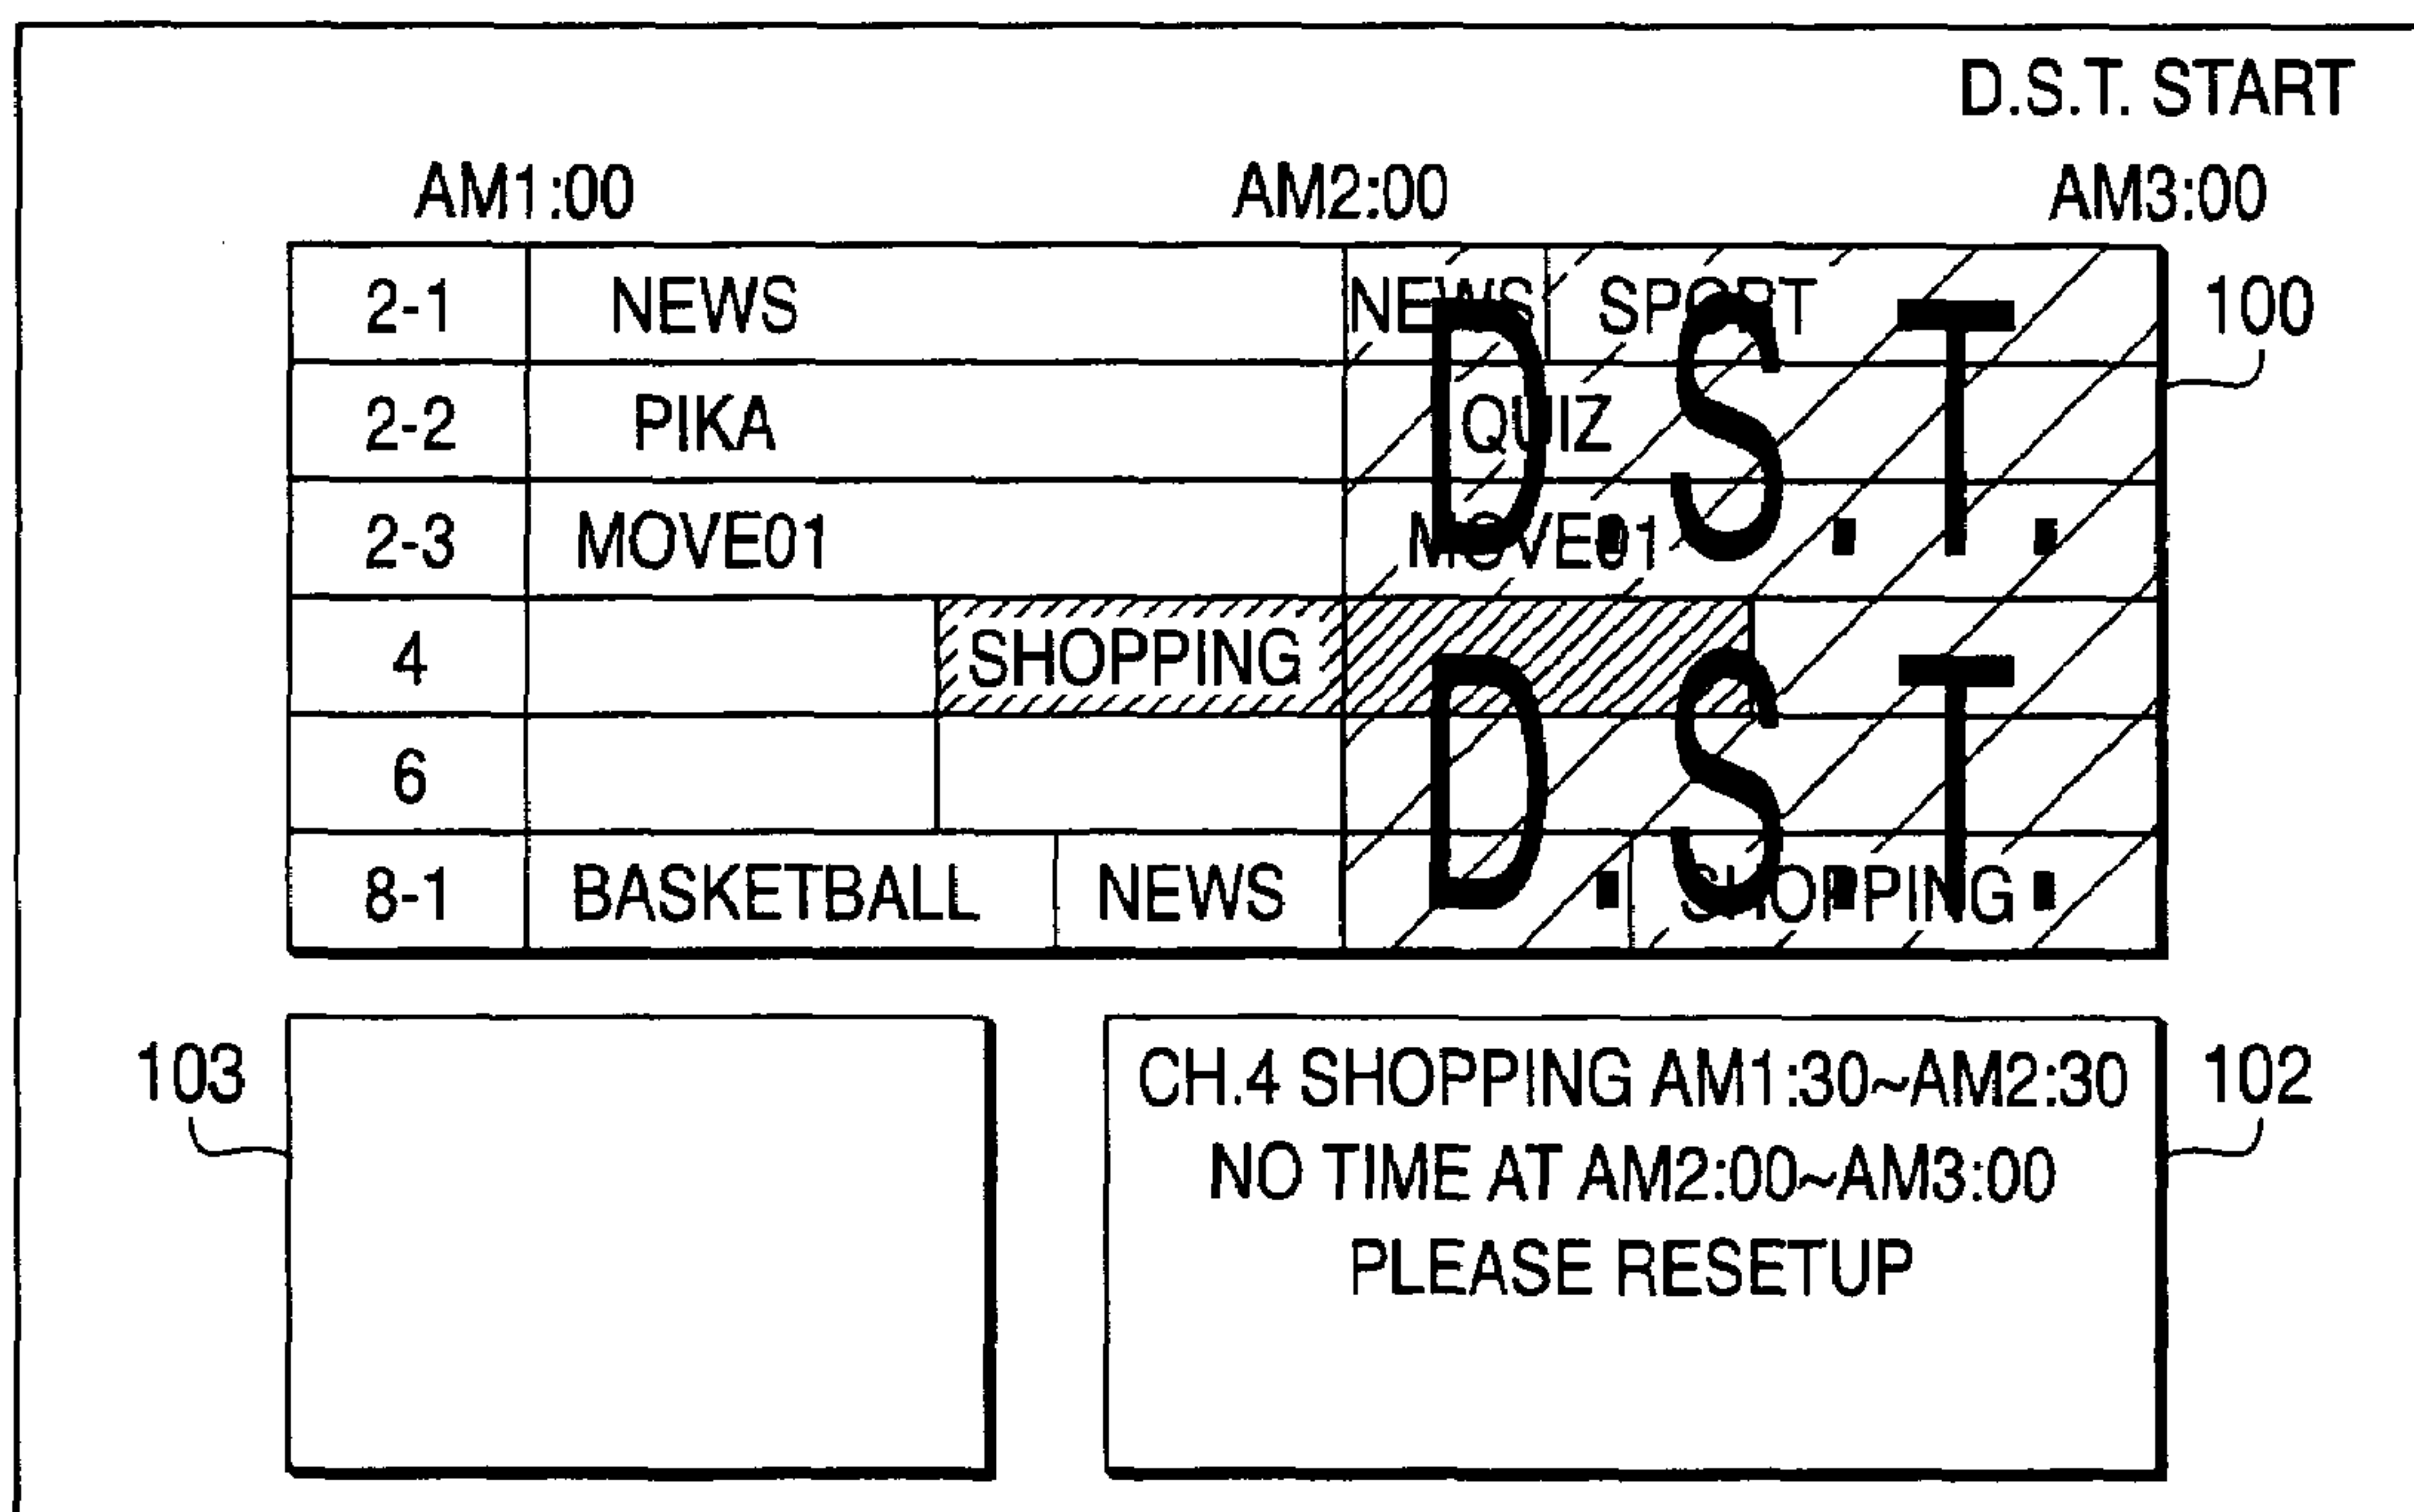 D.S.T. START
AM1:00 AM2:00 AM3:00
2-1 NEWS NEWS SPORT
100
2-2 PIKA QUIZ
D.S.T.
2-3 MOVE01 MOVE01
4 SHOPPING
6
D.S.T.
8-1 BASKETBALL NEWS SHOPPING
103
CH.4 SHOPPING AM1:30~AM2:30
NO TIME AT AM2:00~AM3:00
PLEASE RESETUP
102